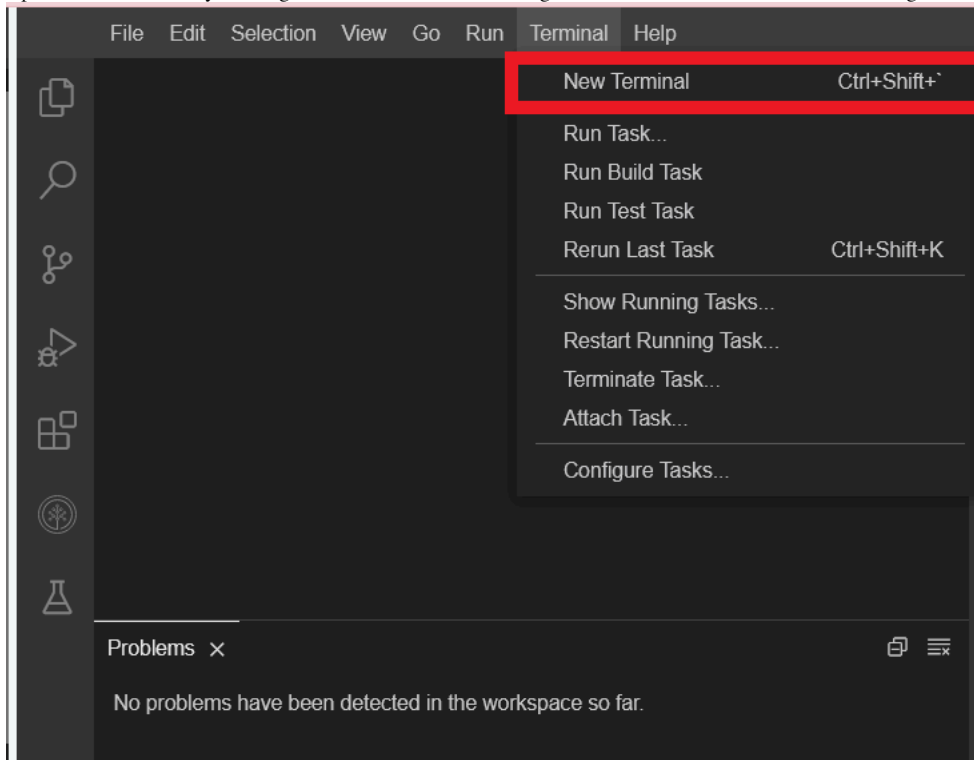 File Edit Selection View Go Run Terminal Help
New Terminal Ctrl+Shift+`
Run Task...
Run Build Task
Run Test Task
Rerun Last Task Ctrl+Shift+K
Show Running Tasks...
Restart Running Task...
Terminate Task...
Attach Task...
Configure Tasks...
Problems
No problems have been detected in the workspace so far.